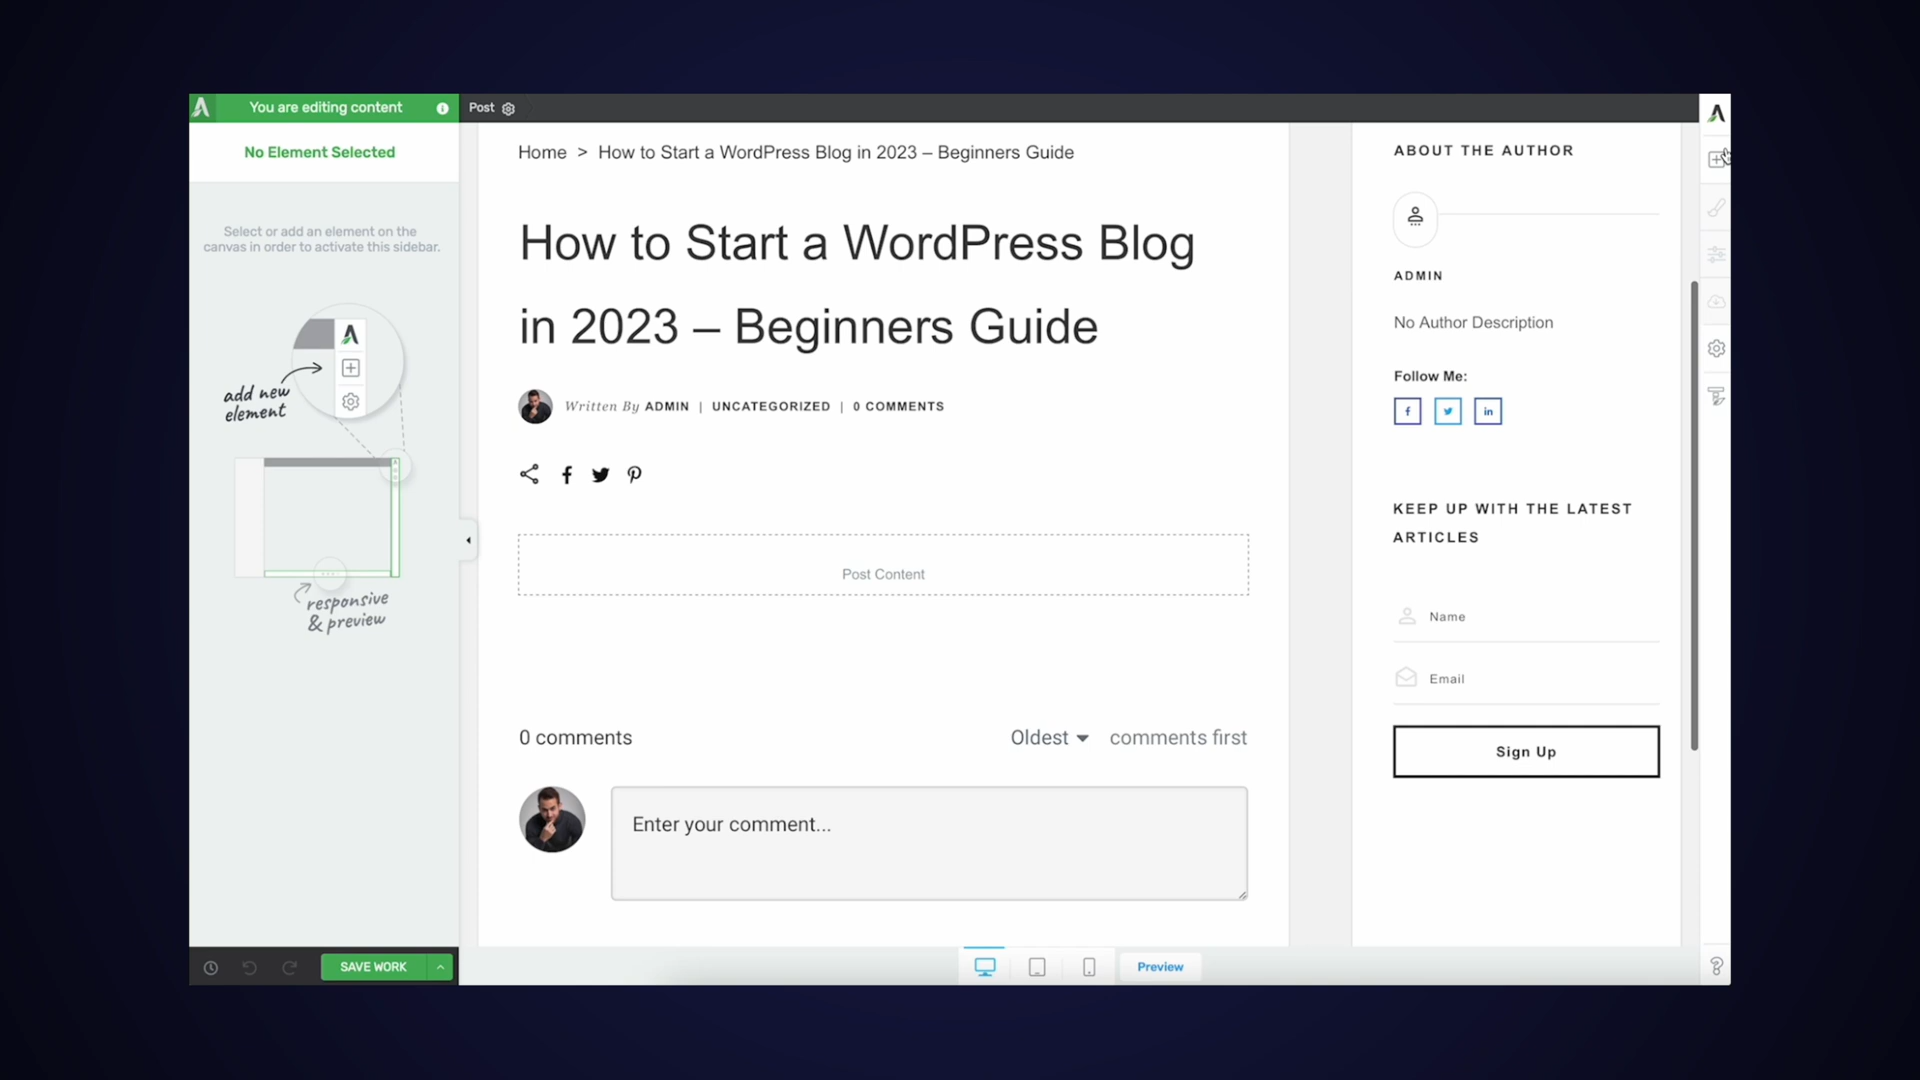 You are editing content
Post
No Element Selected
Select or add an element on the
canvas in order to activate this sidebar.
add new
element
responsive
& preview
SAVE WORK
Home > How to Start a WordPress Blog in 2023 – Beginners Guide
How to Start a WordPress Blog
in 2023 – Beginners Guide
Written By ADMIN | UNCATEGORIZED | 0 COMMENTS
Post Content
0 comments
Oldest comments first
Enter your comment...
Preview
ABOUT THE AUTHOR
ADMIN
No Author Description
Follow Me:
KEEP UP WITH THE LATEST
ARTICLES
Name
Email
Sign Up